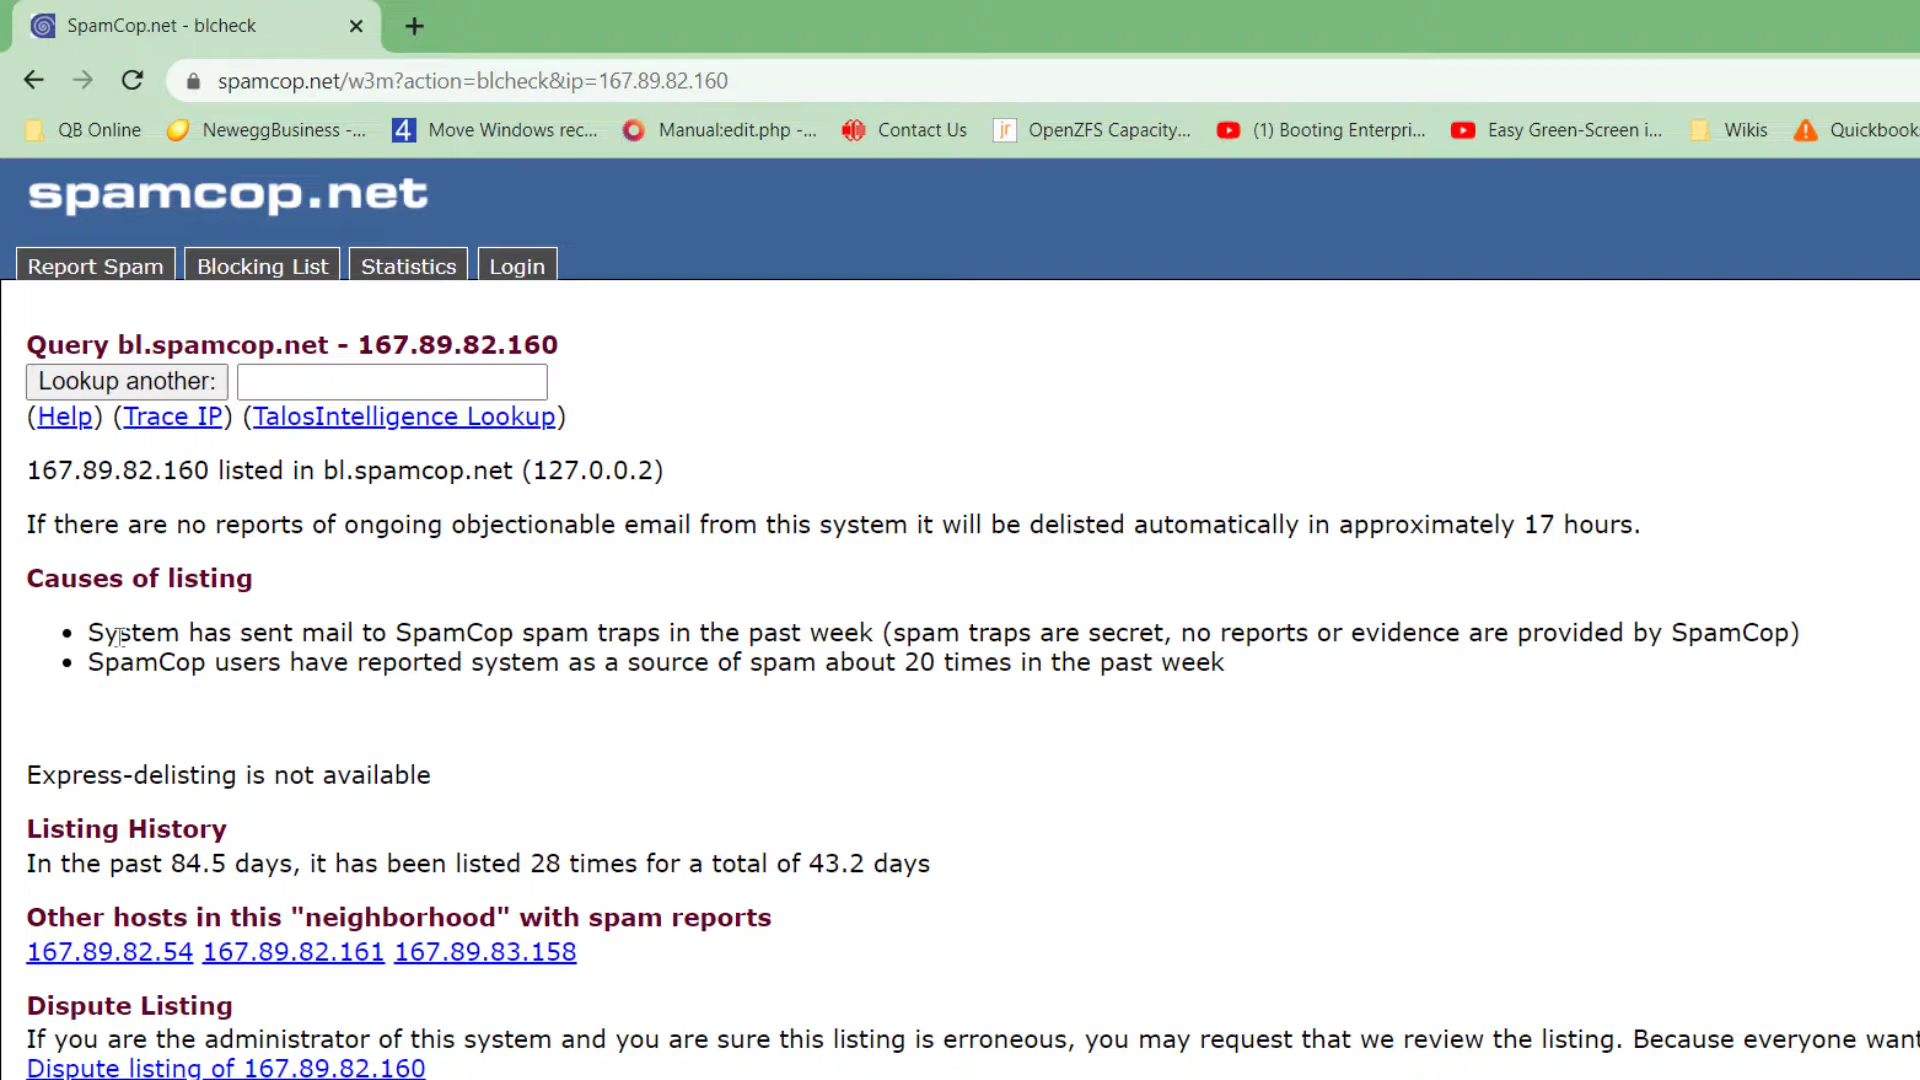 SpamCop.net - blcheck
spamcop.net/w3m?action=blcheck&ip=167.89.82.160
QB Online NeweggBusiness -... 4 Move Windows rec... Manual:edit.php -... Contact Us jr OpenZFS Capacity... (1) Booting Enterpri... Easy Green-Screen i... Wikis Quickbooks
spamcop.net
Report Spam Blocking List Statistics Login
Query bl.spamcop.net - 167.89.82.160
Lookup another:
(Help) (Trace IP) (TalosIntelligence Lookup)
167.89.82.160 listed in bl.spamcop.net (127.0.0.2)
If there are no reports of ongoing objectionable email from this system it will be delisted automatically in approximately 17 hours.
Causes of listing
• System has sent mail to SpamCop spam traps in the past week (spam traps are secret, no reports or evidence are provided by SpamCop)
• SpamCop users have reported system as a source of spam about 20 times in the past week
Express-delisting is not available
Listing History
In the past 84.5 days, it has been listed 28 times for a total of 43.2 days
Other hosts in this "neighborhood" with spam reports
167.89.82.54 167.89.82.161 167.89.83.158
Dispute Listing
If you are the administrator of this system and you are sure this listing is erroneous, you may request that we review the listing. Because everyone want
Dispute listing of 167.89.82.160